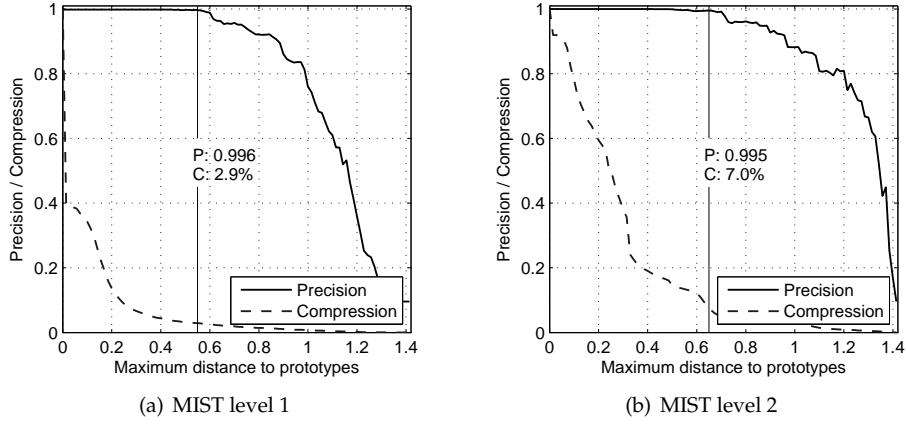 1
0.8
0.6
0.4
0.2
0
Precision / Compression
P: 0.996
C: 2.9%
Precision
Compression
0 0.2 0.4 0.6 0.8 1 1.2 1.4
Maximum distance to prototypes
(a) MIST level 1
1
0.8
0.6
0.4
0.2
0
Precision / Compression
P: 0.995
C: 7.0%
Precision
Compression
0 0.2 0.4 0.6 0.8 1 1.2 1.4
Maximum distance to prototypes
(b) MIST level 2